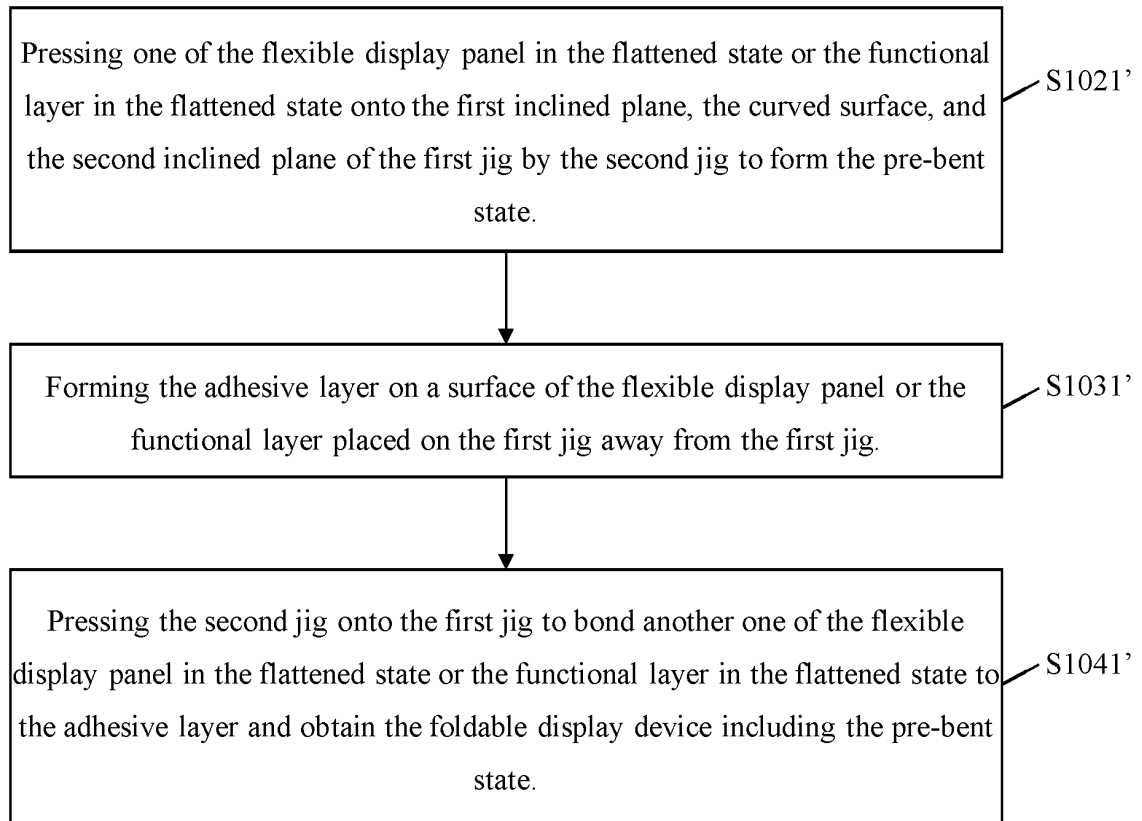 Pressing one of the flexible display panel in the flattened state or the functional
layer in the flattened state onto the first inclined plane, the curved surface, and
the second inclined plane of the first jig by the second jig to form the pre-bent
state.
S1021’
Forming the adhesive layer on a surface of the flexible display panel or the
functional layer placed on the first jig away from the first jig.
S1031’
Pressing the second jig onto the first jig to bond another one of the flexible
display panel in the flattened state or the functional layer in the flattened state to
the adhesive layer and obtain the foldable display device including the pre-bent
state.
S1041’